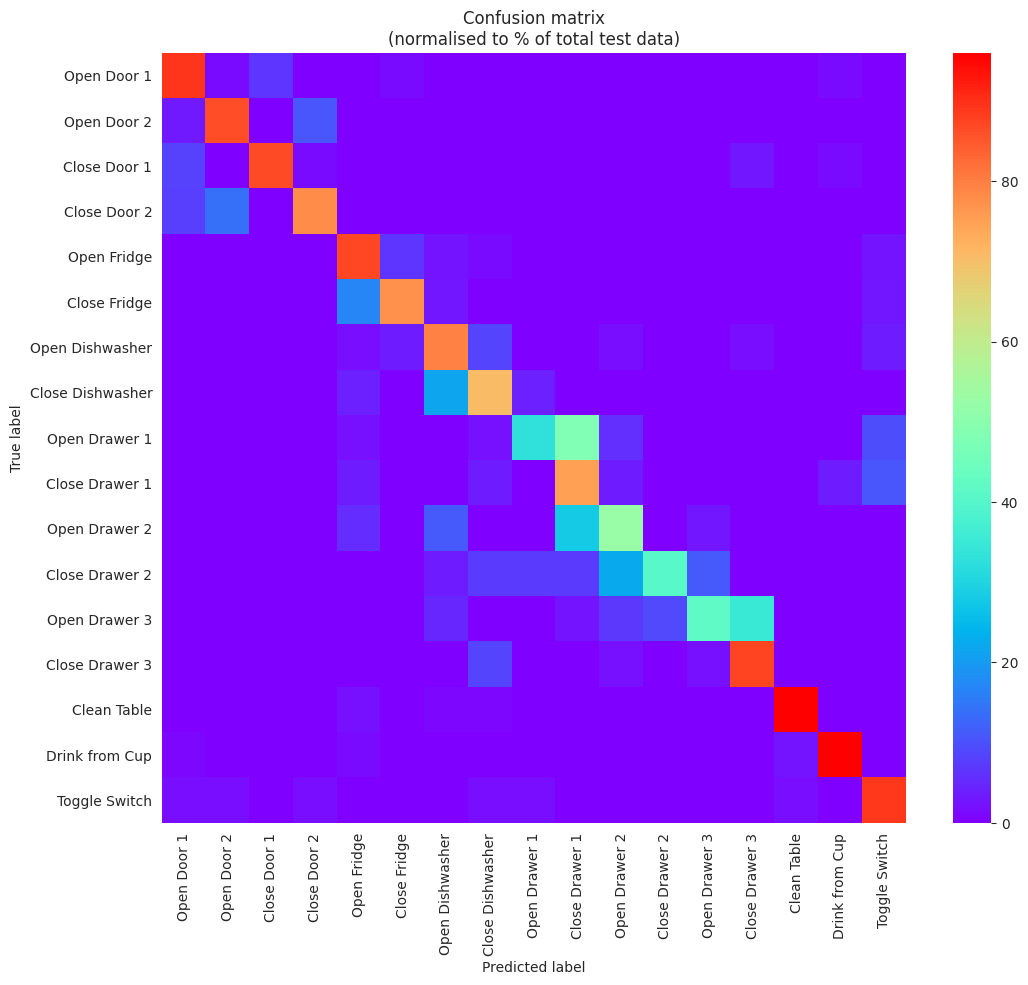 Confusion matrix
(normalised to % of total test data)
True label
Open Door 1
Open Door 2
Close Door 1
Close Door 2
Open Fridge
Close Fridge
Open Dishwasher
Close Dishwasher
Open Drawer 1
Close Drawer 1
Open Drawer 2
Close Drawer 2
Open Drawer 3
Close Drawer 3
Clean Table
Drink from Cup
Toggle Switch
Open Door 1
Open Door 2
Close Door 1
Close Door 2
Open Fridge
Close Fridge
Open Dishwasher
Close Dishwasher
Open Drawer 1
Close Drawer 1
Open Drawer 2
Close Drawer 2
Open Drawer 3
Close Drawer 3
Clean Table
Drink from Cup
Toggle Switch
Predicted label
80
60
40
20
0